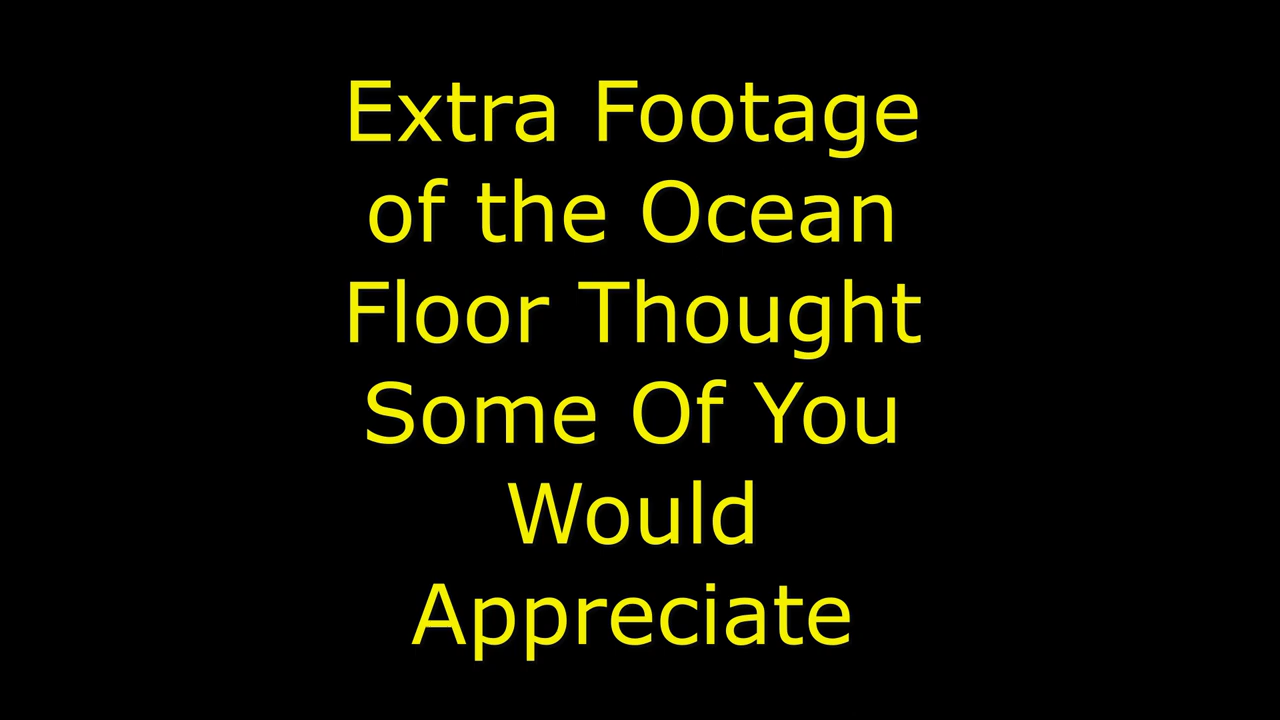 Extra Footage
of the Ocean
Floor Thought
Some Of You
Would
Appreciate